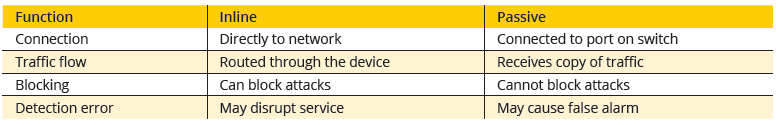 Function Inline Passive
Connection Directly to network Connected to port on switch
Traffic flow Routed through the device Receives copy of traffic
Blocking Can block attacks Cannot block attacks
Detection error May disrupt service May cause false alarm